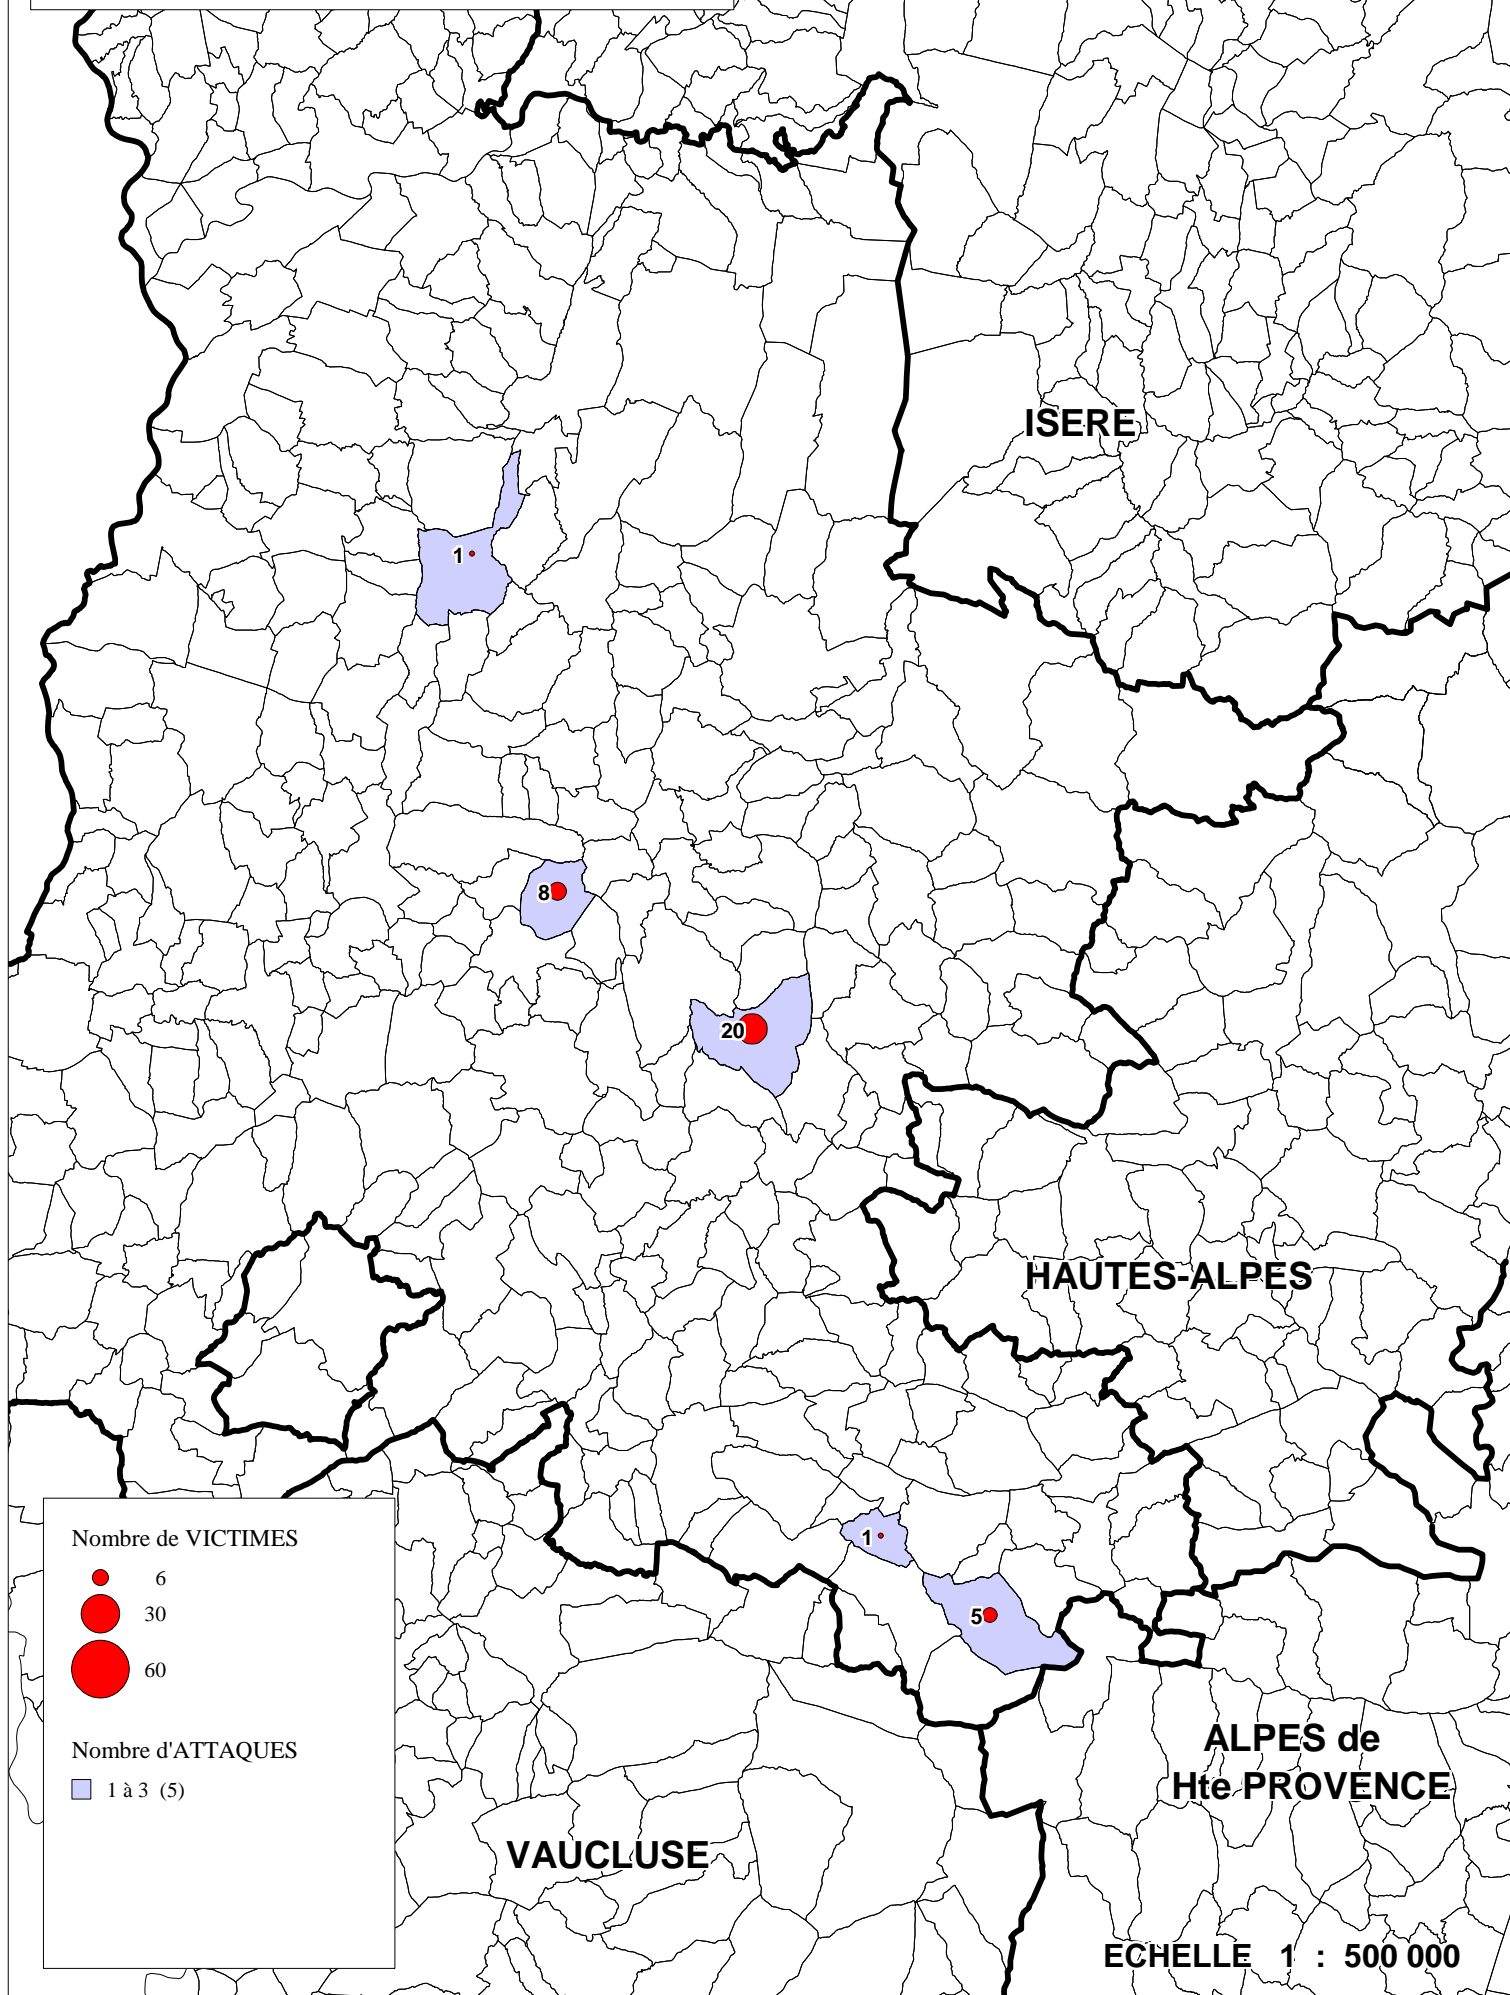 ISERE
1
8
20
HAUTES-ALPES
1
5
Nombre de VICTIMES
6
30
60
Nombre d'ATTAQUES
1 à 3 (5)
ALPES de
Hte PROVENCE
VAUCLUSE
ECHELLE 1 : 500 000